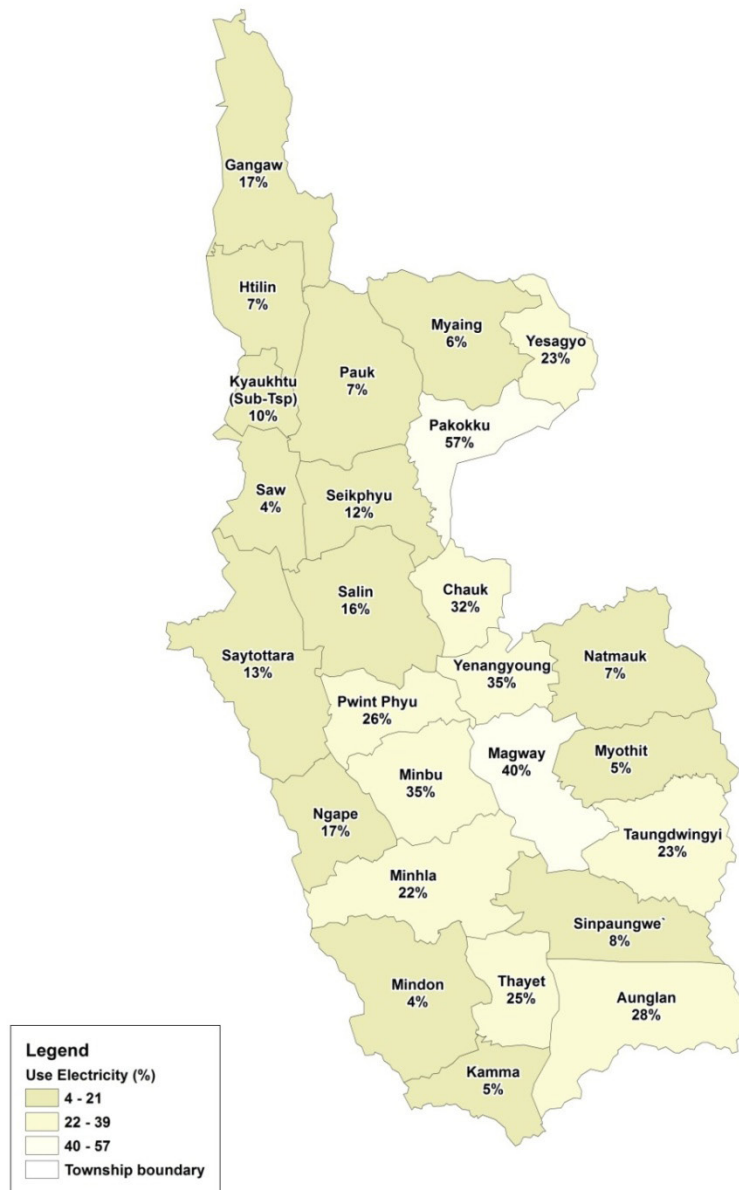 Gangaw
17%
Htilin
7%
Myaing
6%
Yesagyo
23%
Pauk
7%
Kyaukhtu
(Sub-Tsp)
10%
Pakokku
57%
Saw
4%
Seikphyu
12%
Salin
16%
Chauk
32%
Saytottara
13%
Yenangyoung
35%
Natmauk
7%
Pwint Phyu
26%
Magway
40%
Myothit
5%
Minbu
35%
Ngape
17%
Taungdwingyi
23%
Minhla
22%
Sinpaungwe`
8%
Mindon
4%
Thayet
25%
Aunglan
28%
Kamma
5%
Legend
Use Electricity (%)
4 - 21
22 - 39
40 - 57
Township boundary